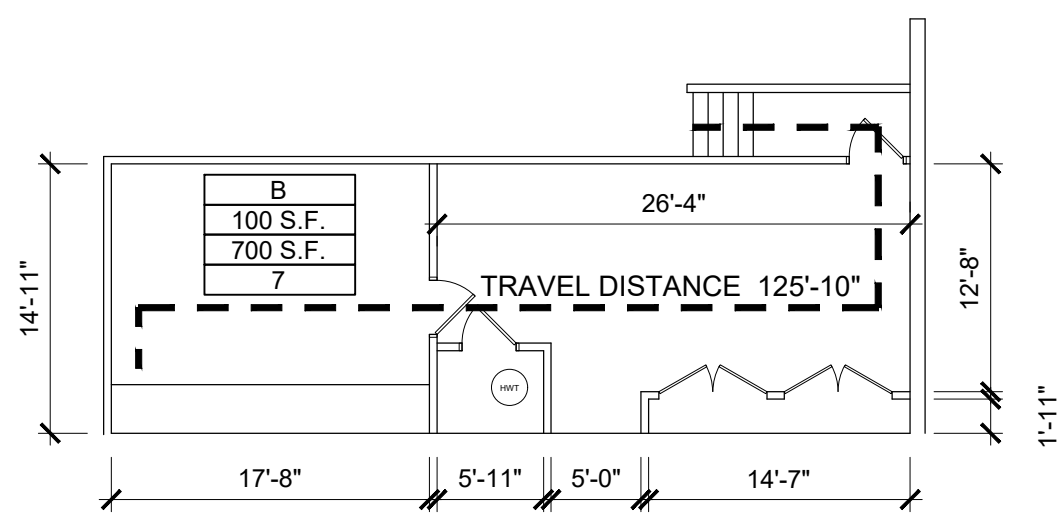 B
100 S.F.
700 S.F.
7
26'-4"
TRAVEL DISTANCE 125'-10"
14'-11"
12'-8"
1'-11"
HWT
17'-8"
5'-11"
5'-0"
14'-7"